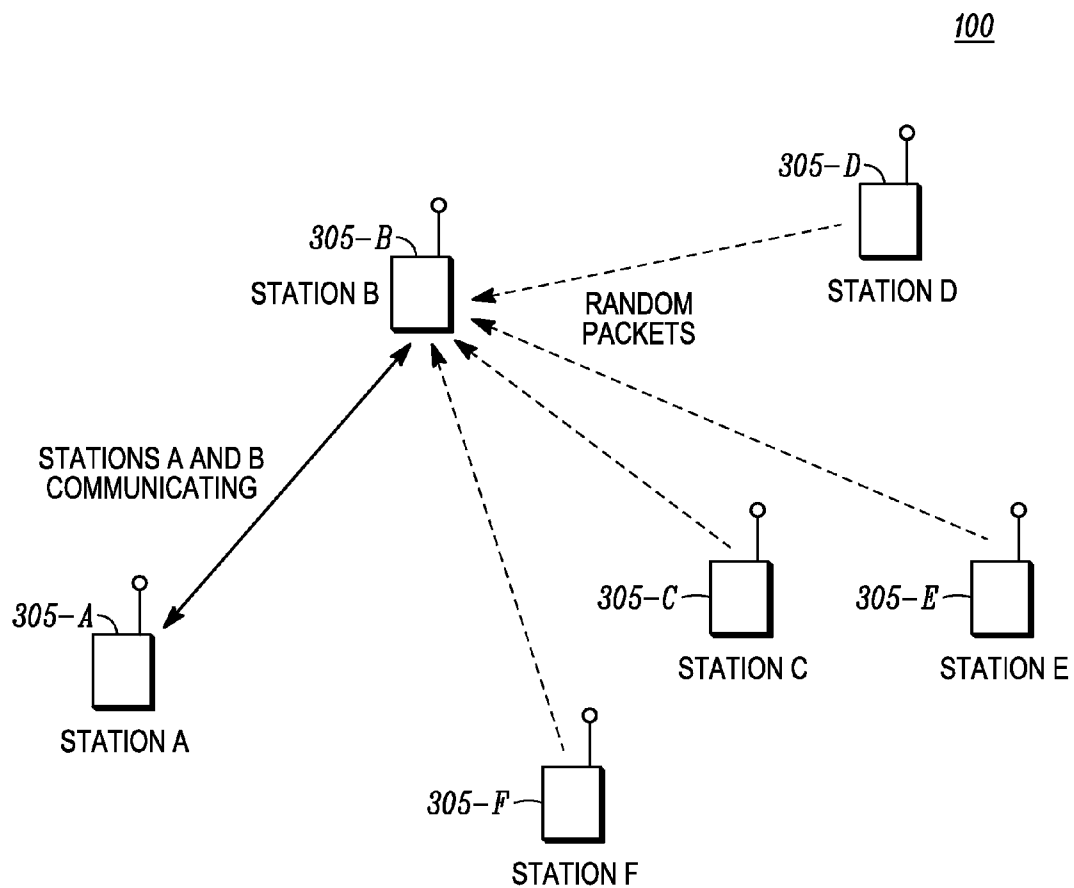 100
305-D
STATION D
305-B
STATION B
RANDOM
PACKETS
STATIONS A AND B
COMMUNICATING
305-A
STATION A
305-C
STATION C
305-E
STATION E
305-F
STATION F